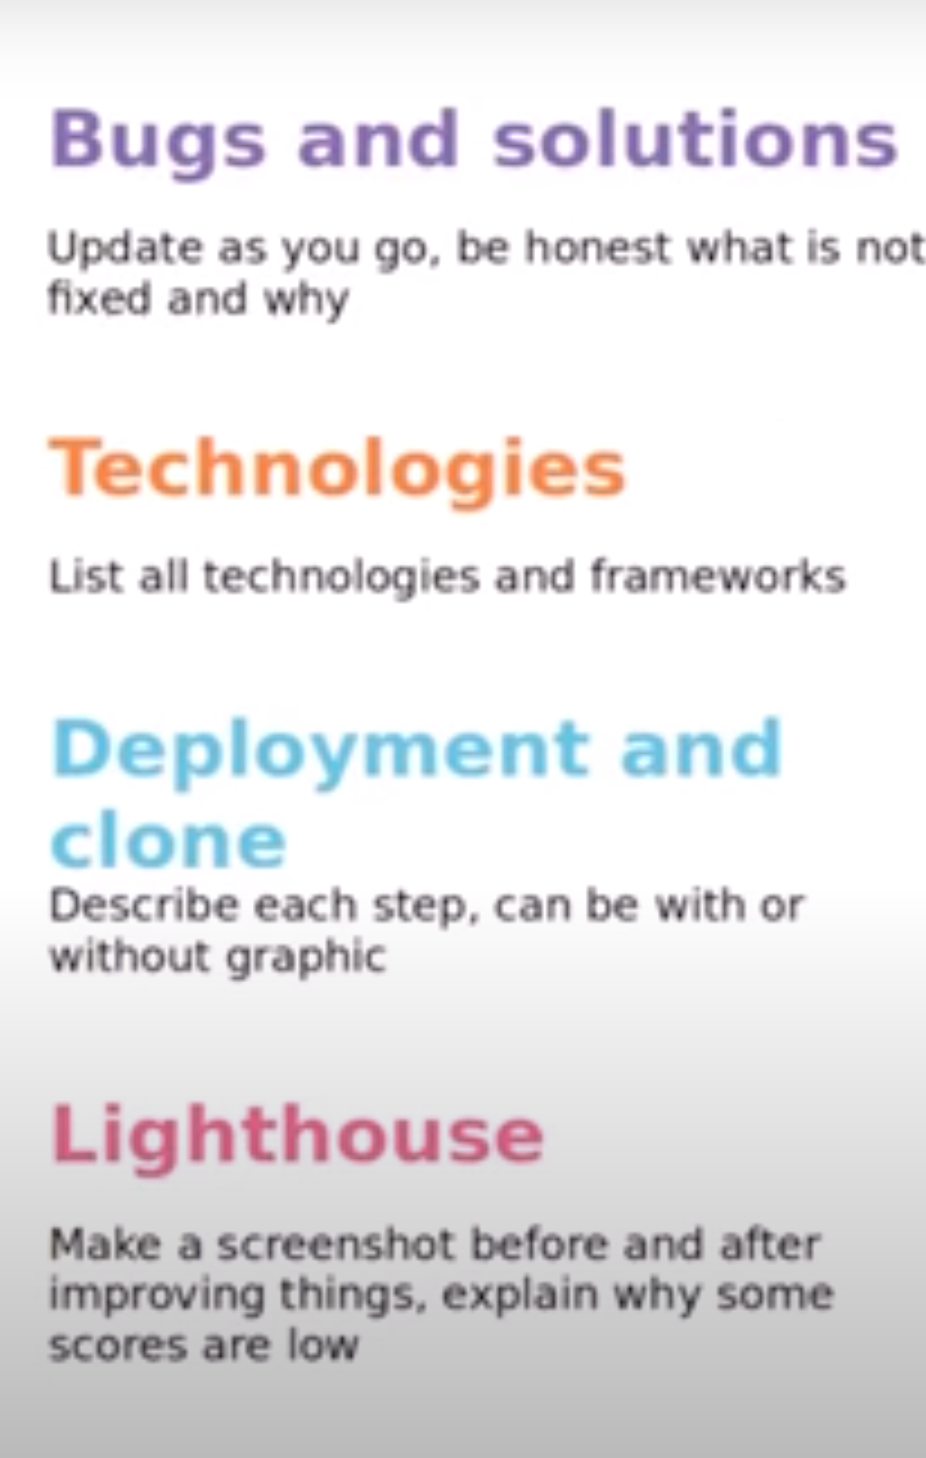 Bugs and solutions
Update as you go, be honest what is not
fixed and why
Technologies
List all technologies and frameworks
Deployment and
clone
Describe each step, can be with or
without graphic
Lighthouse
Make a screenshot before and after
improving things, explain why some
scores are low